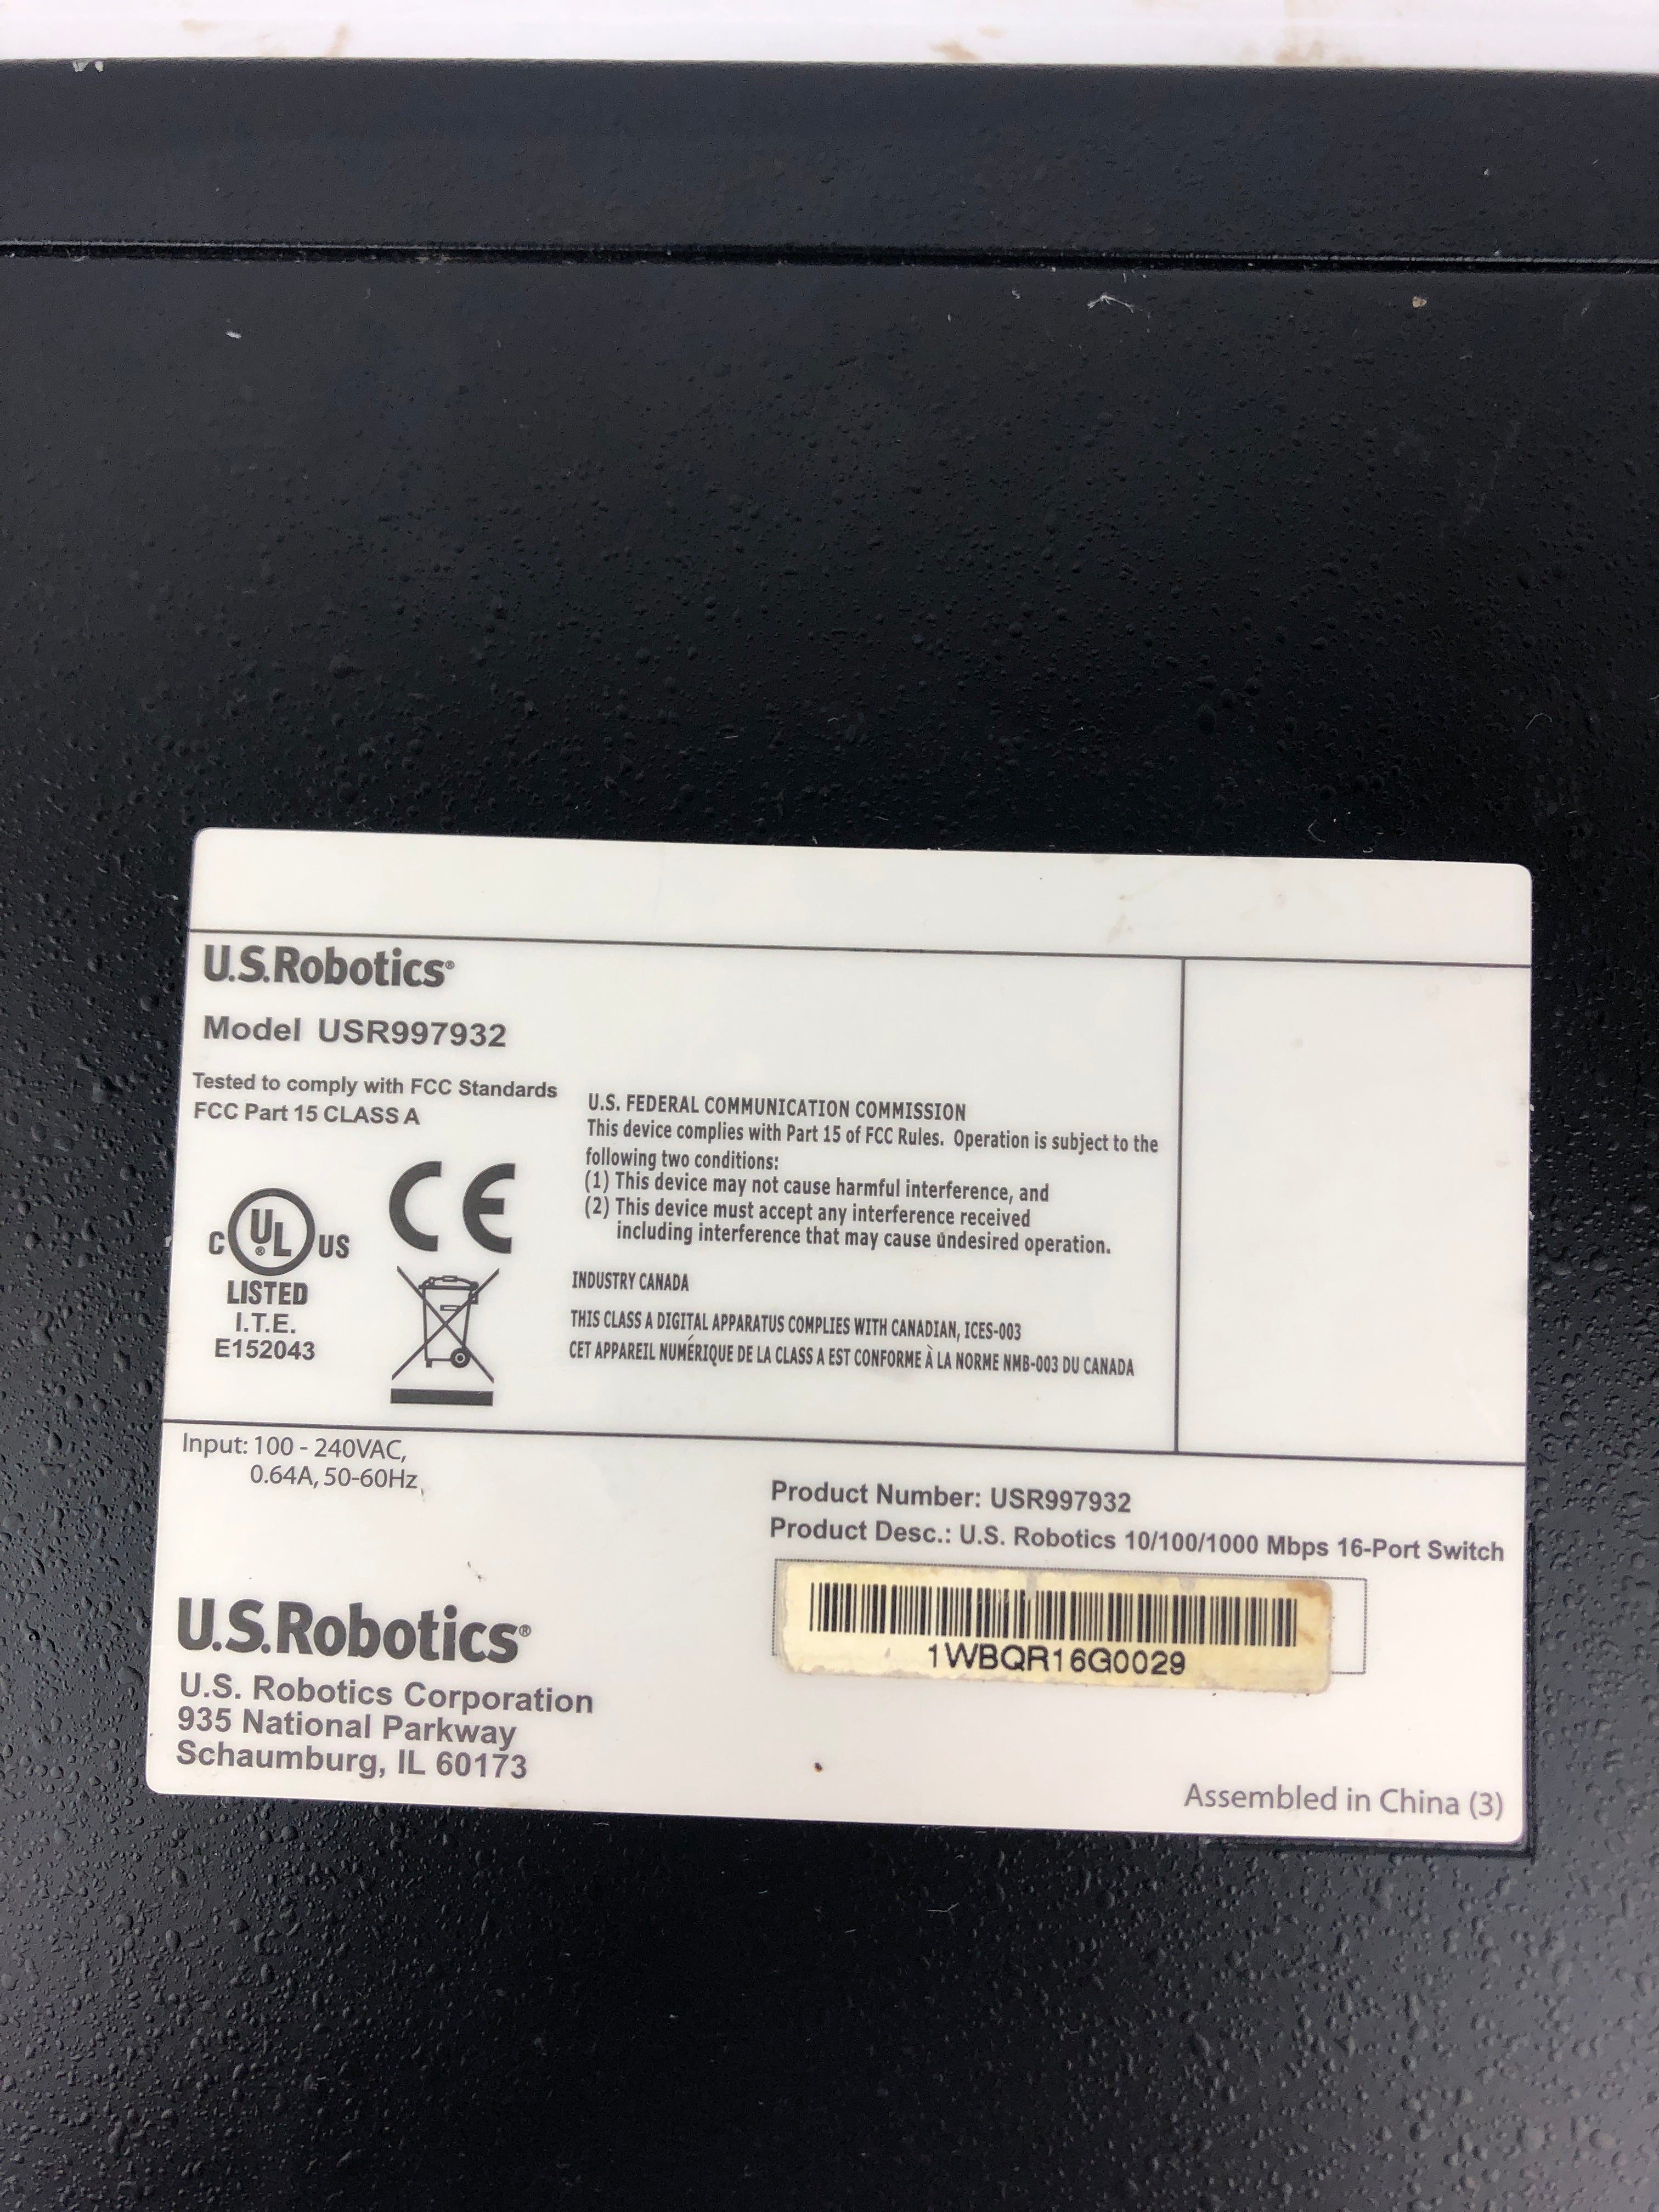 U.S.Robotics®
Model USR997932
Tested to comply with FCC Standards
FCC Part 15 CLASS A
C UL® US
LISTED
I.T.E.
E152043
CE
U.S. FEDERAL COMMUNICATION COMMISSION
This device complies with Part 15 of FCC Rules. Operation is subject to the
following two conditions:
(1) This device may not cause harmful interference, and
(2) This device must accept any interference received
including interference that may cause undesired operation.
INDUSTRY CANADA
THIS CLASS A DIGITAL APPARATUS COMPLIES WITH CANADIAN, ICES-003
CET APPAREIL NUMÉRIQUE DE LA CLASS A EST CONFORME À LA NORME NMB-003 DU CANADA
Input: 100 - 240VAC,
0.64A, 50-60Hz
Product Number: USR997932
Product Desc.: U.S. Robotics 10/100/1000 Mbps 16-Port Switch
1WBQR16G0029
U.S.Robotics®
U.S. Robotics Corporation
935 National Parkway
Schaumburg, IL 60173
Assembled in China (3)